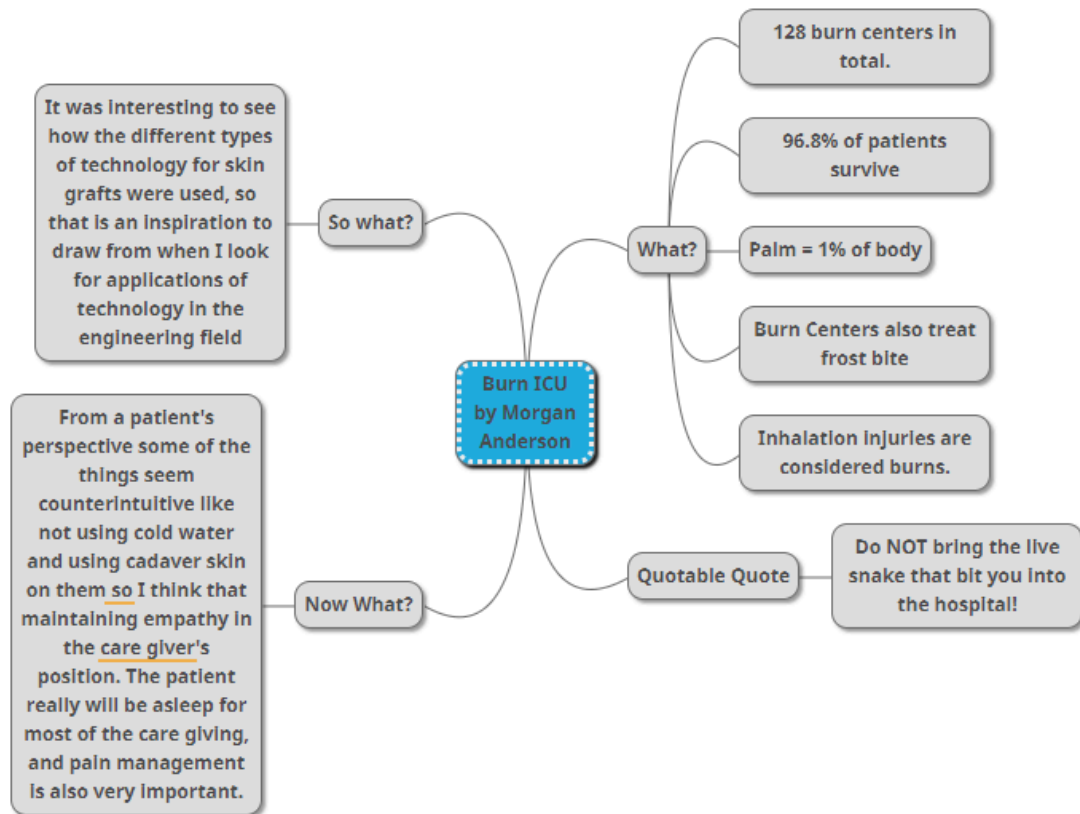 Burn ICU
by Morgan
Anderson
What?
128 burn centers in
total.
96.8% of patients
survive
Palm = 1% of body
Burn Centers also treat
frost bite
Inhalation injuries are
considered burns.
Quotable Quote
Do NOT bring the live
snake that bit you into
the hospital!
So what?
It was interesting to see
how the different types
of technology for skin
grafts were used, so
that is an inspiration to
draw from when I look
for applications of
technology in the
engineering field
Now What?
From a patient's
perspective some of the
things seem
counterintuitive like
not using cold water
and using cadaver skin
on them so I think that
maintaining empathy in
the care giver's
position. The patient
really will be asleep for
most of the care giving,
and pain management
is also very important.